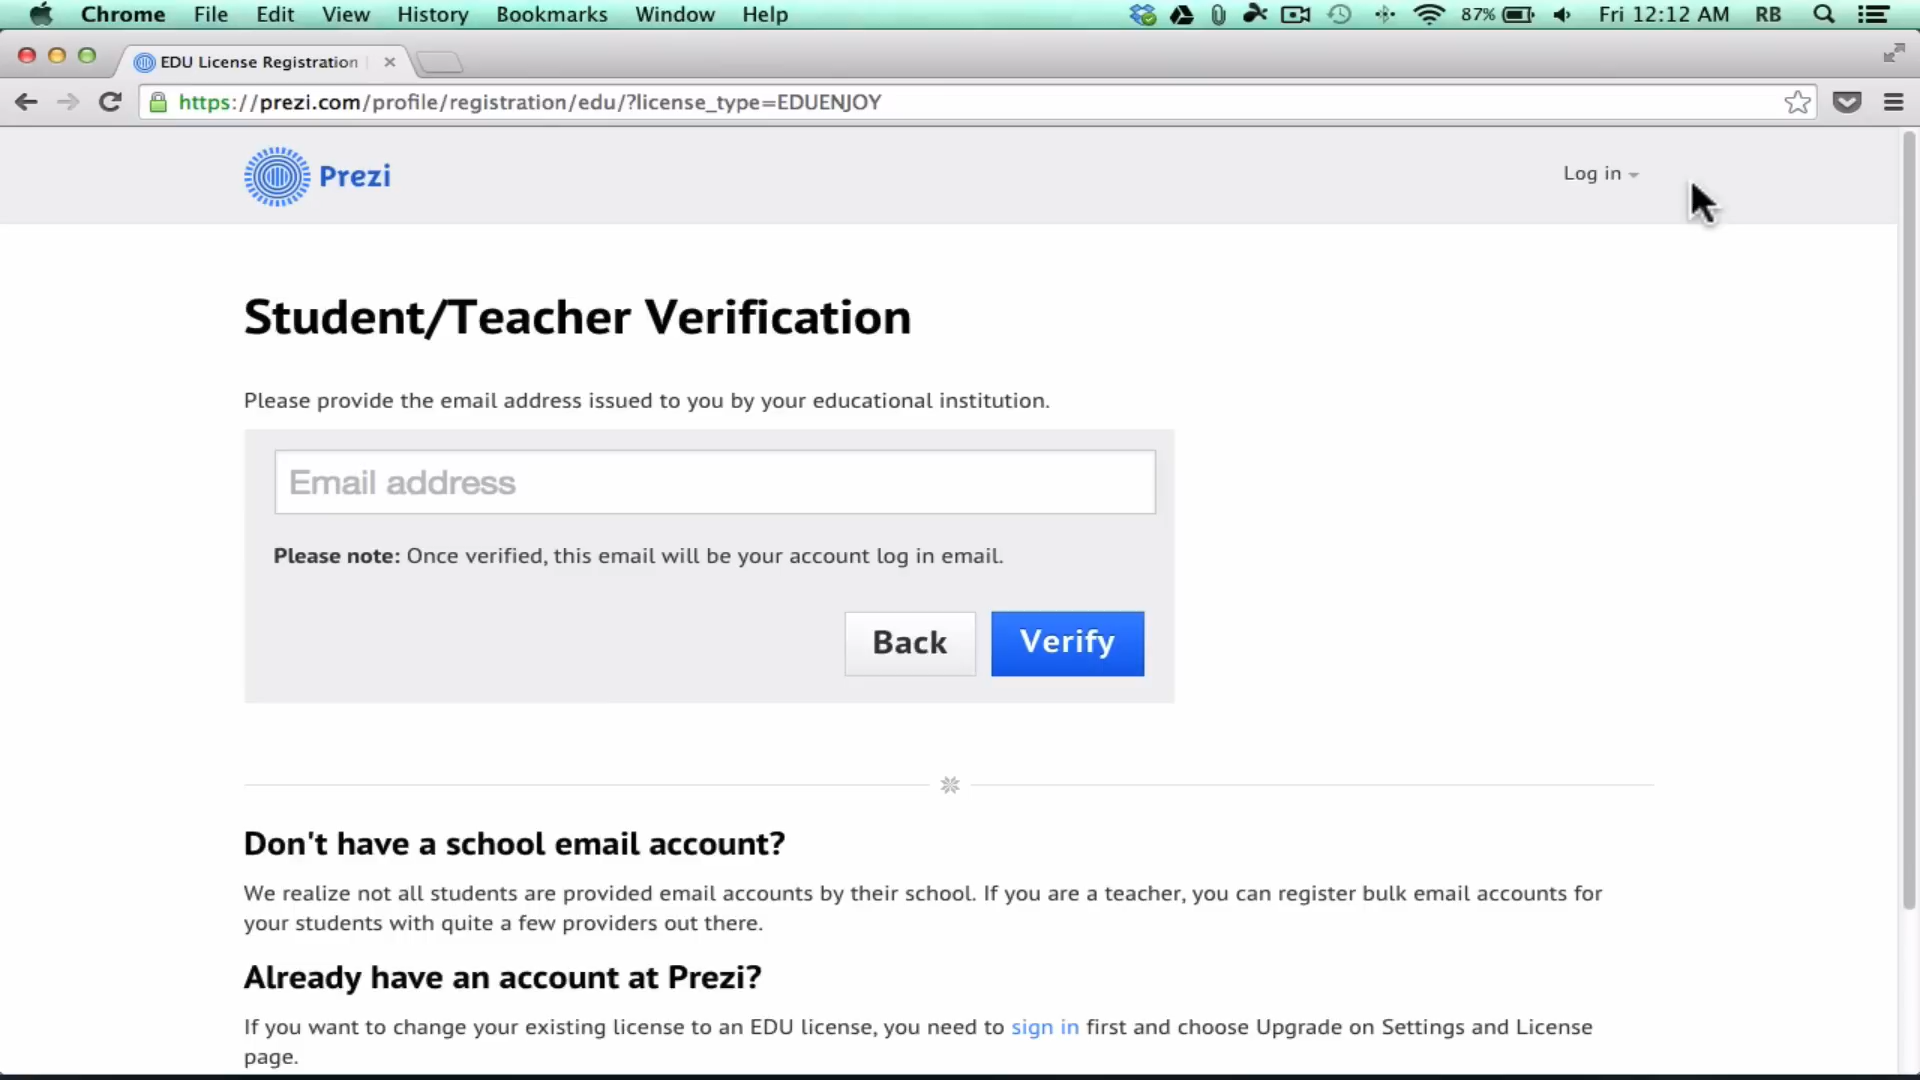 Chrome File Edit View History Bookmarks Window Help 87% Fri 12:12 AM RB
EDU License Registration
https://prezi.com/profile/registration/edu/?license_type=EDUENJOY
Prezi
Log in
Student/Teacher Verification
Please provide the email address issued to you by your educational institution.
Email address
Please note: Once verified, this email will be your account log in email.
Back Verify
Don't have a school email account?
We realize not all students are provided email accounts by their school. If you are a teacher, you can register bulk email accounts for
your students with quite a few providers out there.
Already have an account at Prezi?
If you want to change your existing license to an EDU license, you need to sign in first and choose Upgrade on Settings and License
page.